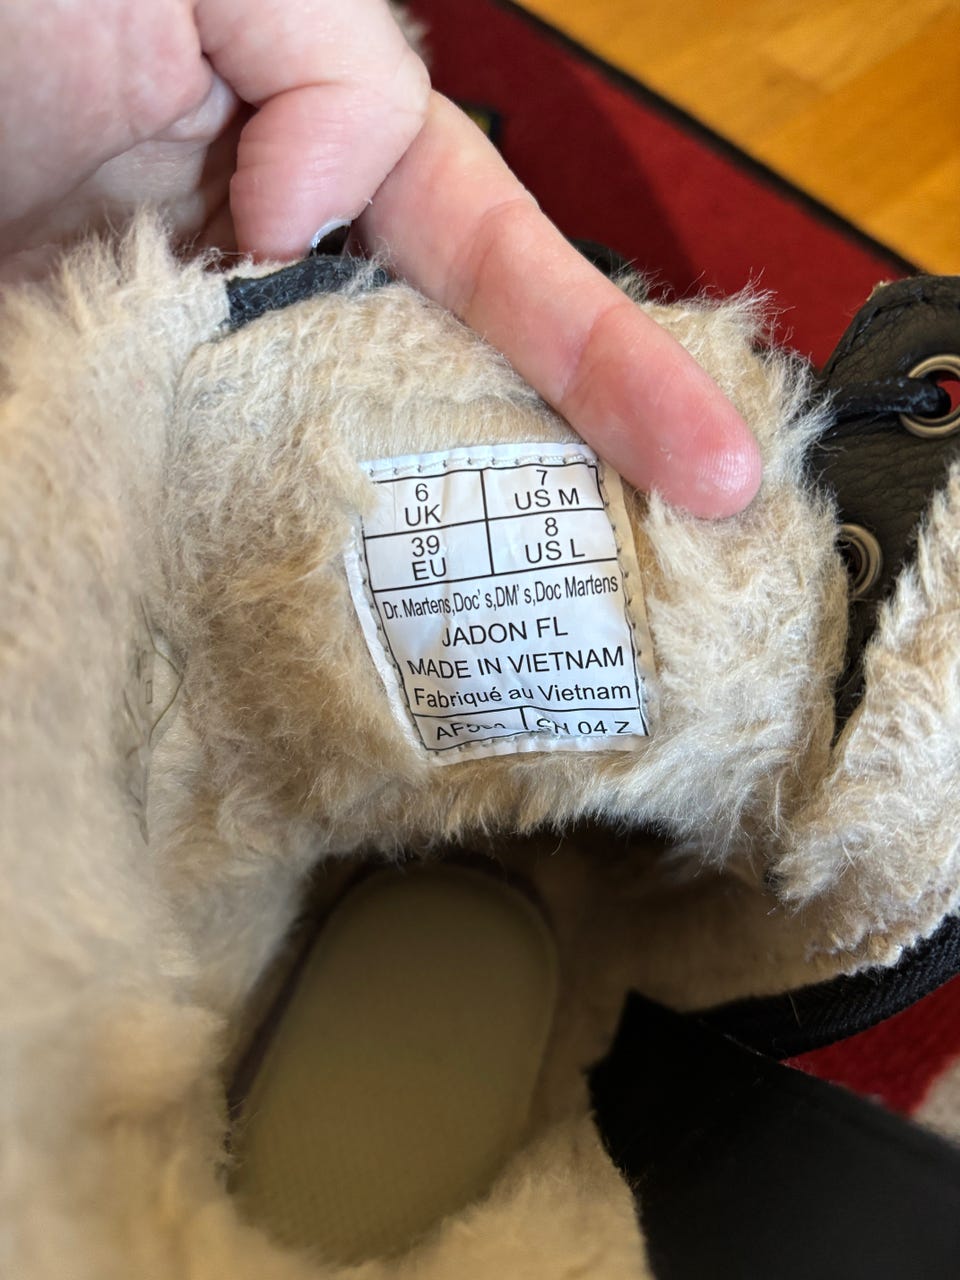 6 UK
7 US M
39 EU
8 US L
Dr. Martens,Doc's,DM's,Doc Martens
JADON FL
MADE IN VIETNAM
Fabriqué au Vietnam
04 Z